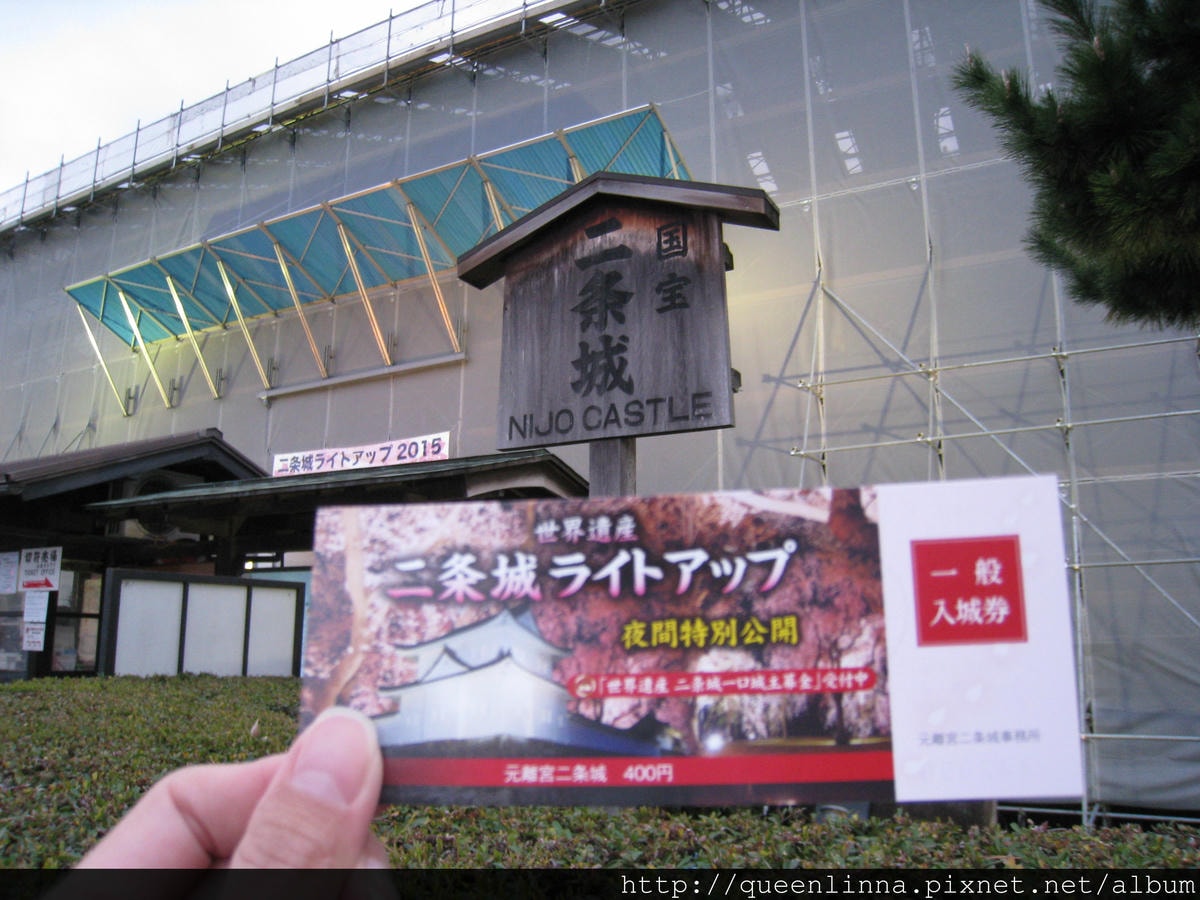 国宝
二条城
NIJO CASTLE
二条城ライトアップ 2015
TICKET OFFICE
世界遺産
二条城ライトアップ
夜間特別公開
「世界遺産 二条城一口城主募金」受付中
元離宮二条城 400円
一般
入城券
元離宮二条城事務所
http://queenlinna.pixnet.net/album